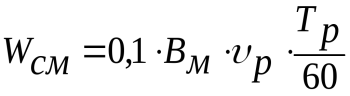 W_см = 0,1 · B_м · υ_р · T_р / 60